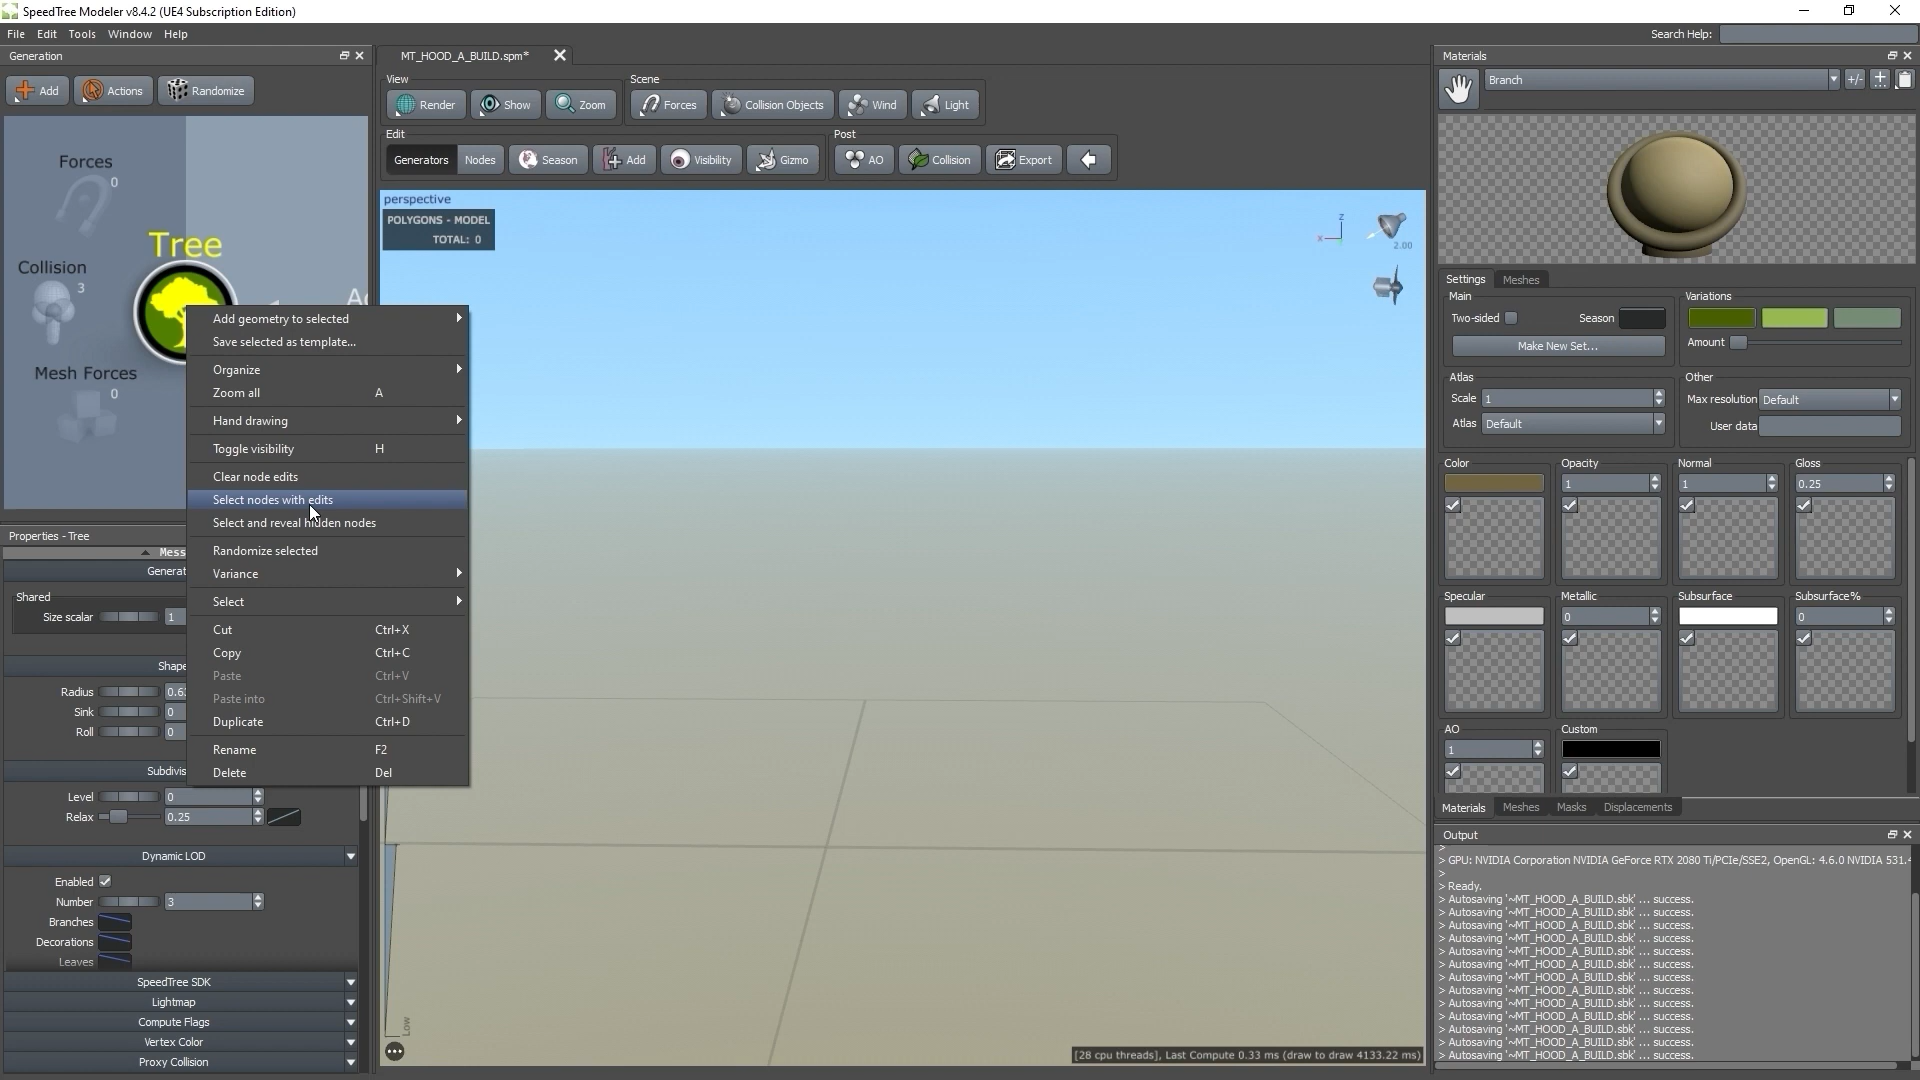 SpeedTree Modeler v8.4.2 (UE4 Subscription Edition)
File Edit Tools Window Help
Search Help:
Generation
Add Actions Randomize
Forces
0
Collision
3
Mesh Forces
0
Tree
Add geometry to selected
Save selected as template...
Organize
Zoom all A
Hand drawing
Toggle visibility H
Clear node edits
Select nodes with edits
Select and reveal hidden nodes
Randomize selected
Variance
Select
Cut Ctrl+X
Copy Ctrl+C
Paste Ctrl+V
Paste into Ctrl+Shift+V
Duplicate Ctrl+D
Rename F2
Delete Del
Properties - Tree
Mess
Generat
Shared
Size scalar 1
Shape
Radius 0.6
Sink 0
Roll 0
Subdivis
Level 0
Relax 0.25
Dynamic LOD
Enabled
Number 3
Branches
Decorations
Leaves
SpeedTree SDK
Lightmap
Compute Flags
Vertex Color
Proxy Collision
MT_HOOD_A_BUILD.spm*
View
Render Show Zoom
Scene
Forces Collision Objects Wind Light
Edit
Generators Nodes Season Add Visibility Gizmo
Post
AO Collision Export
perspective
POLYGONS - MODEL
TOTAL: 0
z
x
2.00
Low
[28 cpu threads], Last Compute 0.33 ms (draw to draw 4133.22 ms)
Materials
Branch
+/-
Settings Meshes
Main
Two-sided Season
Make New Set...
Variations
Amount
Atlas
Scale 1
Atlas Default
Other
Max resolution Default
User data
Color Opacity Normal Gloss
1 1 0.25
Specular Metallic Subsurface Subsurface%
0 0
AO Custom
1
Materials Meshes Masks Displacements
Output
>
> GPU: NVIDIA Corporation NVIDIA GeForce RTX 2080 Ti/PCIe/SSE2, OpenGL: 4.6.0 NVIDIA 531.
>
> Ready.
> Autosaving '~MT_HOOD_A_BUILD.sbk' ... success.
> Autosaving '~MT_HOOD_A_BUILD.sbk' ... success.
> Autosaving '~MT_HOOD_A_BUILD.sbk' ... success.
> Autosaving '~MT_HOOD_A_BUILD.sbk' ... success.
> Autosaving '~MT_HOOD_A_BUILD.sbk' ... success.
> Autosaving '~MT_HOOD_A_BUILD.sbk' ... success.
> Autosaving '~MT_HOOD_A_BUILD.sbk' ... success.
> Autosaving '~MT_HOOD_A_BUILD.sbk' ... success.
> Autosaving '~MT_HOOD_A_BUILD.sbk' ... success.
> Autosaving '~MT_HOOD_A_BUILD.sbk' ... success.
> Autosaving '~MT_HOOD_A_BUILD.sbk' ... success.
> Autosaving '~MT_HOOD_A_BUILD.sbk' ... success.
> Autosaving '~MT_HOOD_A_BUILD.sbk' ... success.